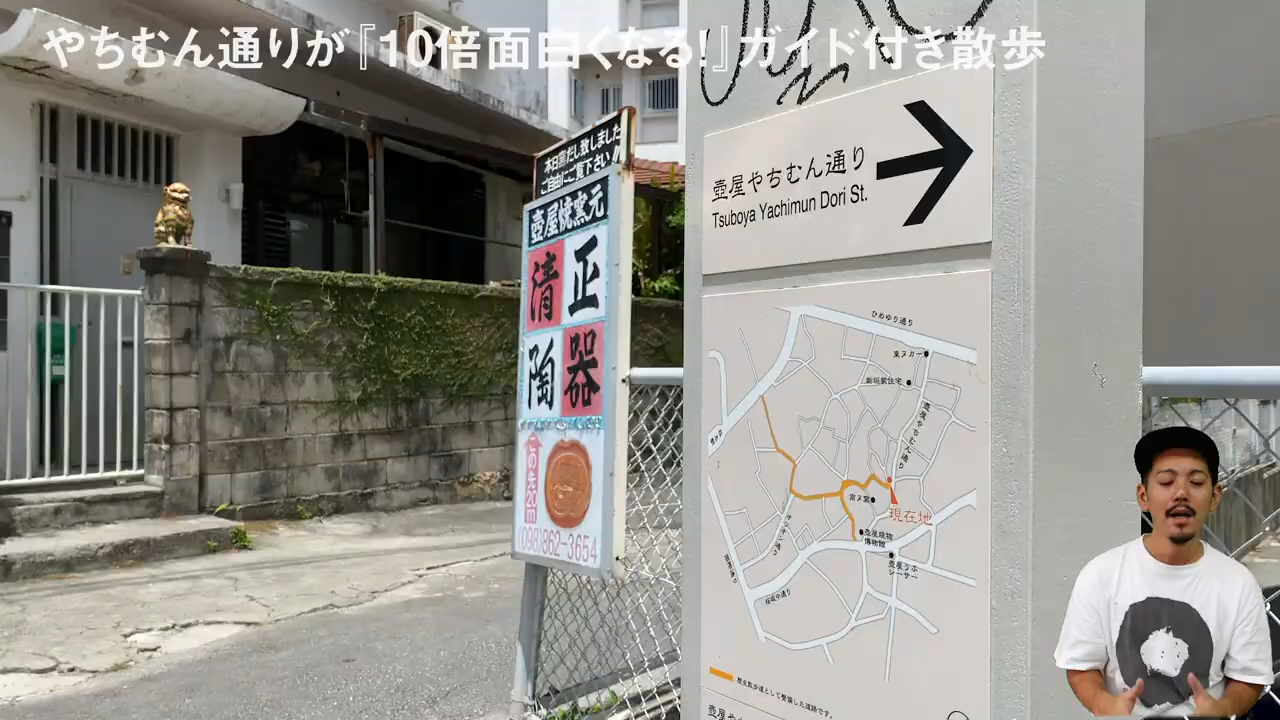 やちむん通りが『10倍面白くなる!』ガイド付き散歩
本日窯だし致しました
ご自由にご覧下さい!!
壺屋焼窯元
清正
陶器
この先20m
(098)862-3654
壺屋やちむん通り
Tsuboya Yachimun Dori St.
ひめゆり通り
東ヌカー
新垣家住宅
壺屋やちむん通り
南ヌ窯
現在地
壺屋焼物
博物館
壺屋うふ
シーサー
桜坂中通り